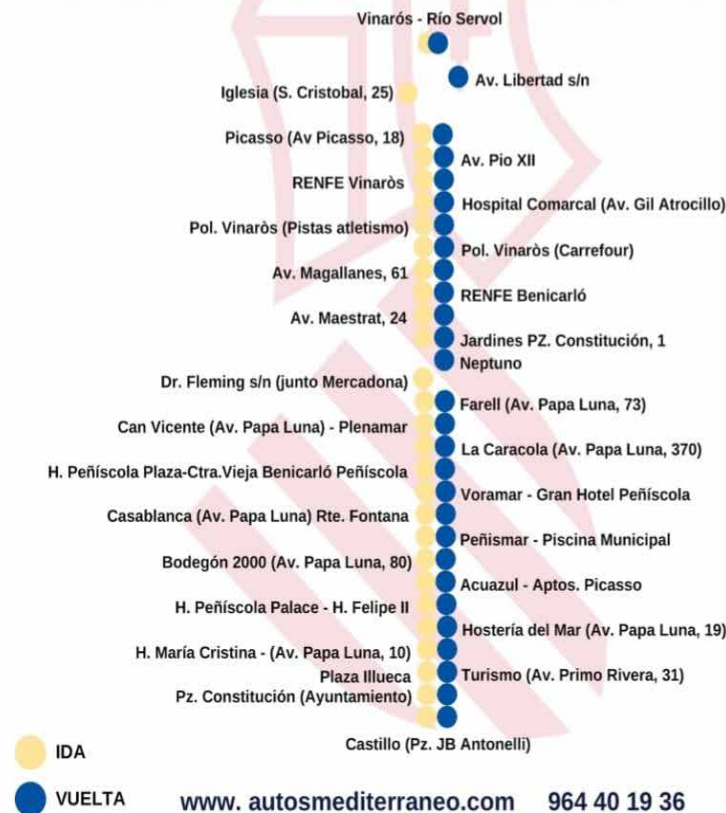 Vinarós - Río Servol
Av. Libertad s/n
Iglesia (S. Cristobal, 25)
Picasso (Av Picasso, 18)
Av. Pio XII
RENFE Vinaròs
Hospital Comarcal (Av. Gil Atrocillo)
Pol. Vinaròs (Pistas atletismo)
Pol. Vinaròs (Carrefour)
Av. Magallanes, 61
RENFE Benicarló
Av. Maestrat, 24
Jardines PZ. Constitución, 1
Neptuno
Dr. Fleming s/n (junto Mercadona)
Farell (Av. Papa Luna, 73)
Can Vicente (Av. Papa Luna) - Plenamar
La Caracola (Av. Papa Luna, 370)
H. Peñíscola Plaza-Ctra.Vieja Benicarló Peñíscola
Voramar - Gran Hotel Peñíscola
Casablanca (Av. Papa Luna) Rte. Fontana
Peñismar - Piscina Municipal
Bodegón 2000 (Av. Papa Luna, 80)
Acuazul - Aptos. Picasso
H. Peñíscola Palace - H. Felipe II
Hostería del Mar (Av. Papa Luna, 19)
H. María Cristina - (Av. Papa Luna, 10)
Plaza Illueca
Turismo (Av. Primo Rivera, 31)
Pz. Constitución (Ayuntamiento)
Castillo (Pz. JB Antonelli)
IDA
VUELTA
www. autosmediterraneo.com 964 40 19 36